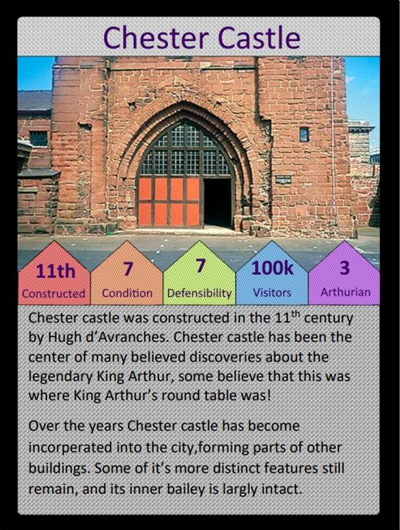 Chester Castle
11th 7 7 100k 3
Constructed Condition Defensibility Visitors Arthurian
Chester castle was constructed in the 11th century
by Hugh d’Avranches. Chester castle has been the
center of many believed discoveries about the
legendary King Arthur, some believe that this was
where King Arthur’s round table was!
Over the years Chester castle has become
incorperated into the city,forming parts of other
buildings. Some of it’s more distinct features still
remain, and its inner bailey is largly intact.